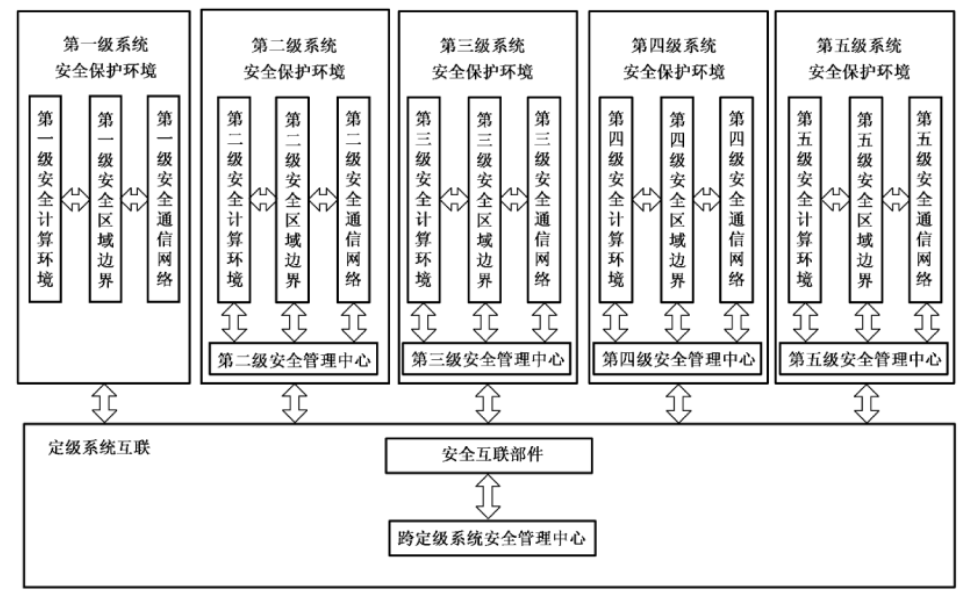 第一级系统
安全保护环境
第一级安全计算环境
第一级安全区域边界
第一级安全通信网络
第二级系统
安全保护环境
第二级安全计算环境
第二级安全区域边界
第二级安全通信网络
第二级安全管理中心
第三级系统
安全保护环境
第三级安全计算环境
第三级安全区域边界
第三级安全通信网络
第三级安全管理中心
第四级系统
安全保护环境
第四级安全计算环境
第四级安全区域边界
第四级安全通信网络
第四级安全管理中心
第五级系统
安全保护环境
第五级安全计算环境
第五级安全区域边界
第五级安全通信网络
第五级安全管理中心
定级系统互联
安全互联部件
跨定级系统安全管理中心